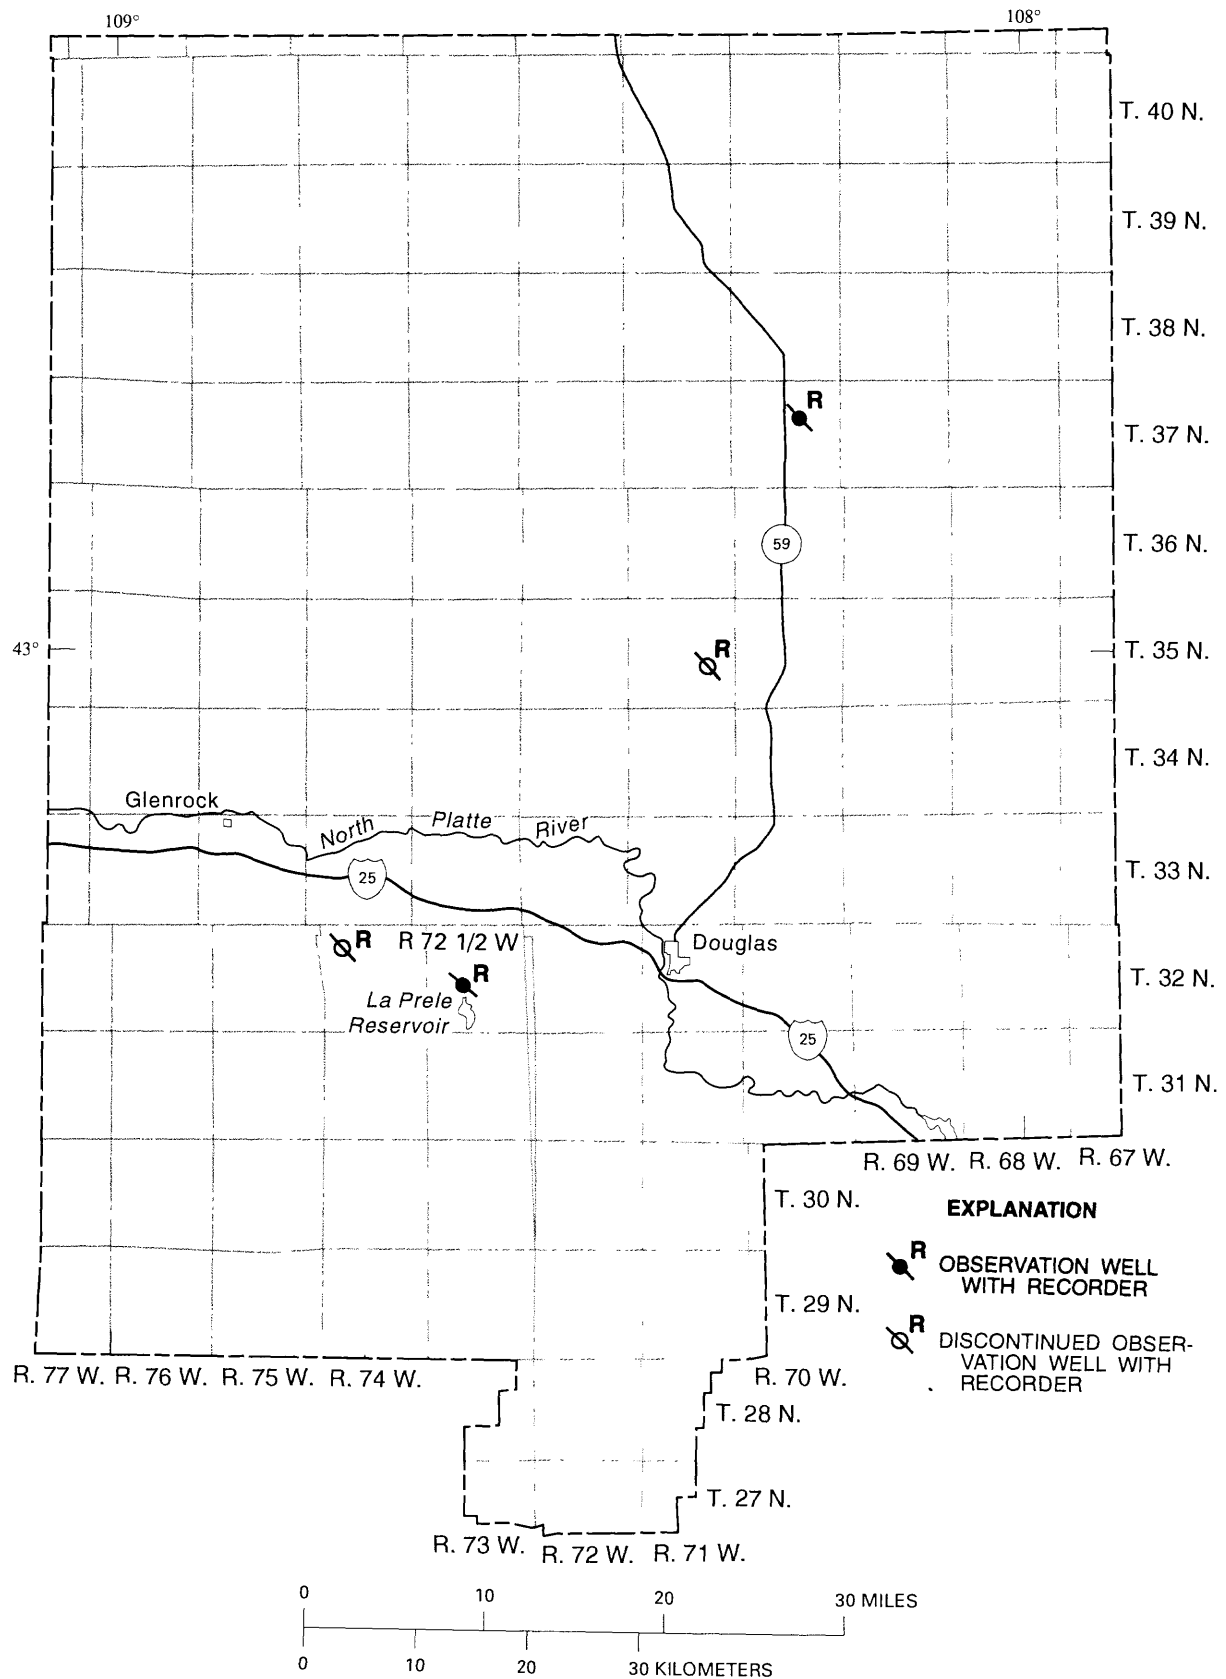 109°
108°
T. 40 N.
T. 39 N.
T. 38 N.
R
T. 37 N.
59
T. 36 N.
43°
R
T. 35 N.
T. 34 N.
Glenrock
North Platte River
T. 33 N.
25
R
R 72 1/2 W
Douglas
R
T. 32 N.
La Prele
Reservoir
25
T. 31 N.
R. 69 W. R. 68 W. R. 67 W.
T. 30 N.
EXPLANATION
R
OBSERVATION WELL
WITH RECORDER
T. 29 N.
R
DISCONTINUED OBSER-
VATION WELL WITH
RECORDER
R. 77 W. R. 76 W. R. 75 W. R. 74 W.
R. 70 W.
T. 28 N.
T. 27 N.
R. 73 W. R. 72 W. R. 71 W.
0 10 20 30 MILES
0 10 20 30 KILOMETERS